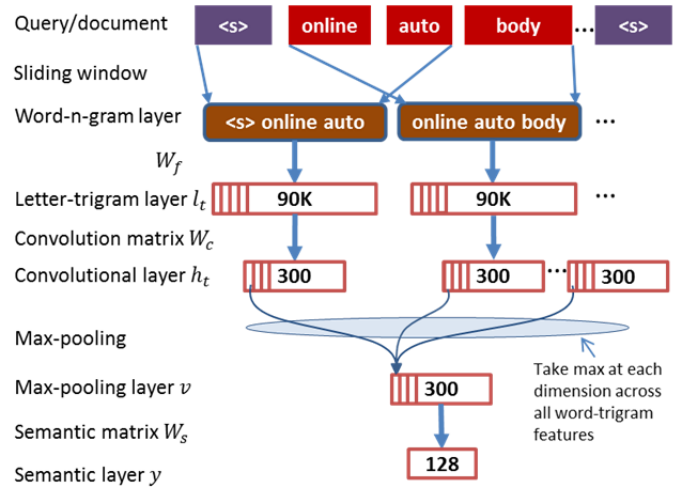 Query/document <s> online auto body ... <s>
Sliding window
Word-n-gram layer <s> online auto online auto body ...
W_f
Letter-trigram layer l_t 90K 90K ...
Convolution matrix W_c
Convolutional layer h_t 300 300 ... 300
Max-pooling
Take max at each
dimension across
all word-trigram
features
Max-pooling layer v 300
Semantic matrix W_s
Semantic layer y 128